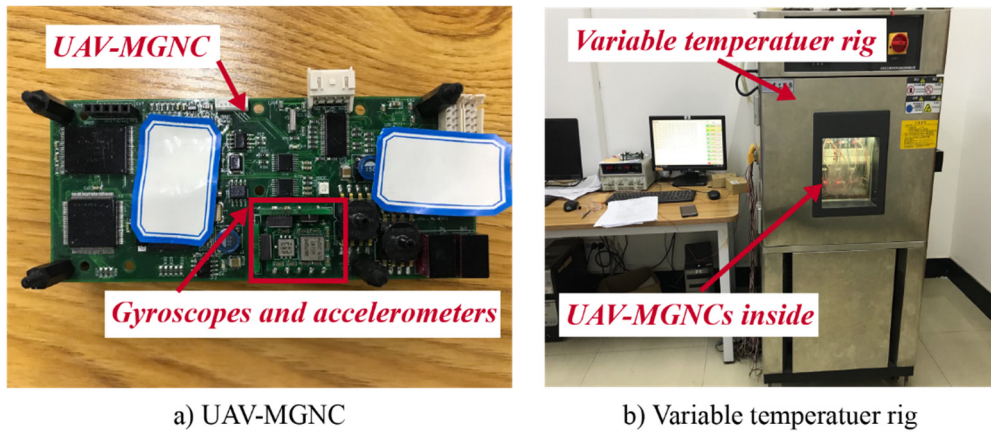 UAV-MGNC
Gyroscopes and accelerometers
a) UAV-MGNC
Variable temperatuer rig
UAV-MGNCs inside
b) Variable temperatuer rig